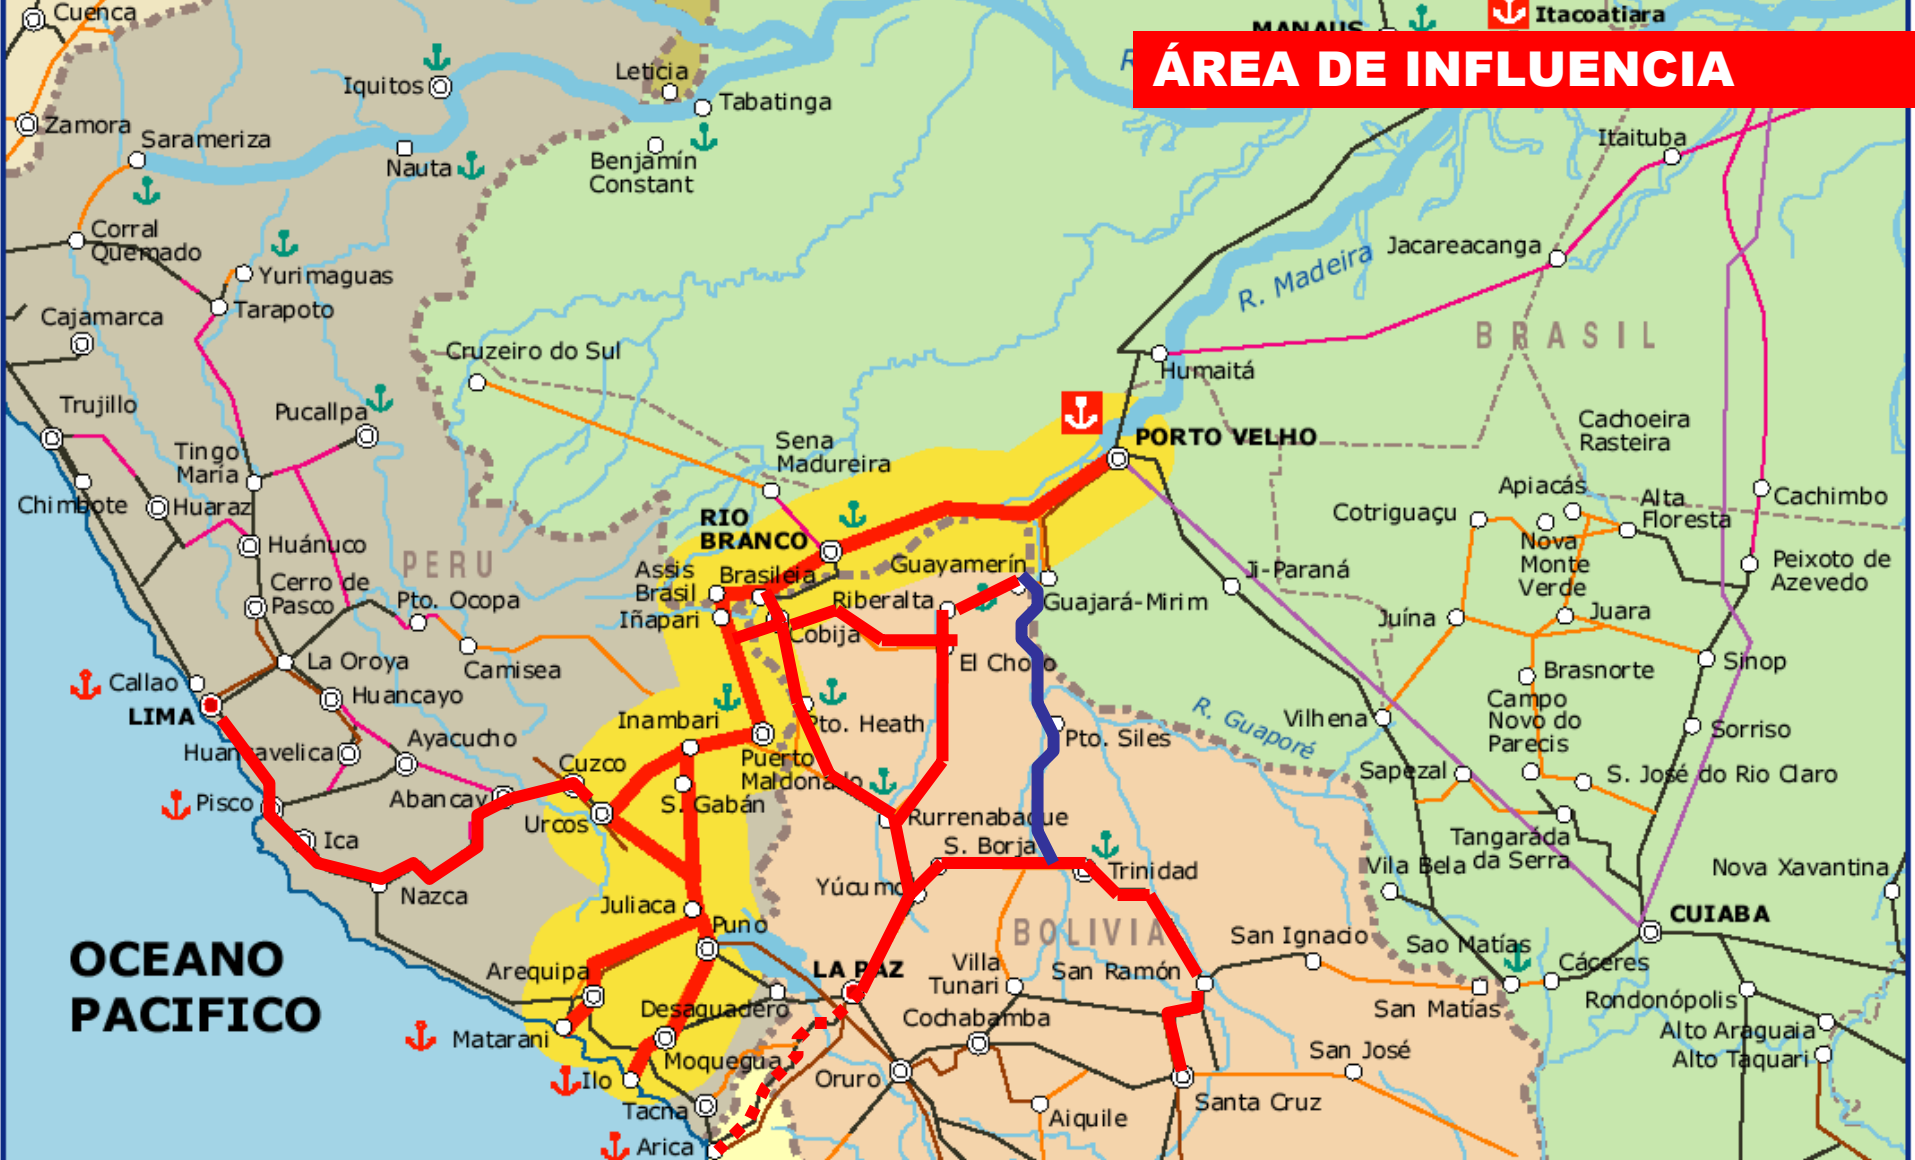 Cuenca
MANAUS
Itacoatiara
ÁREA DE INFLUENCIA
Iquitos
Leticia
Tabatinga
Zamora
Sarameriza
Nauta
Benjamín
Constant
Itaituba
Corral
Quemado
Yurimaguas
Tarapoto
Jacareacanga
R. Madeira
Cajamarca
BRASIL
Cruzeiro do Sul
Humaitá
Trujillo
Pucallpa
Tingo
María
Sena
Madureira
PORTO VELHO
Cachoeira
Rasteira
Chimbote
Huaraz
Apiacás
Alta
Floresta
Cachimbo
Cotriguaçu
RIO
BRANCO
Huánuco
PERU
Nova
Monte
Verde
Peixoto de
Azevedo
Cerro de
Pasco
Pto. Ocopa
Assis
Brasil
Brasileia
Guayamerín
Ji-Paraná
Iñapari
Riberalta
Guajará-Mirim
Juína
Juara
Cobija
La Oroya
Camisea
El Choro
Sinop
Callao
LIMA
Huancayo
Brasnorte
Inambari
Pto. Heath
Pto. Siles
R. Guaporé
Vilhena
Campo
Novo do
Parecis
Sorriso
Huancavelica
Ayacucho
Cuzco
Puerto
Maldonado
Sapezal
S. José do Rio Claro
Pisco
Abancay
Urcos
S. Gabán
Rurrenabaque
Ica
S. Borja
Tangaráda
da Serra
Nazca
Yúcumo
Trinidad
Vila Bela
Nova Xavantina
Juliaca
Puno
BOLIVIA
CUIABA
OCEANO
PACIFICO
Arequipa
LA PAZ
Villa
Tunari
San Ramón
San Ignacio
Sao Matías
Cáceres
Matarani
Desaguadero
Cochabamba
San Matías
Rondonópolis
Moquegua
Oruro
San José
Alto Araguaia
Alto Taquari
Ilo
Tacna
Aiquile
Santa Cruz
Arica